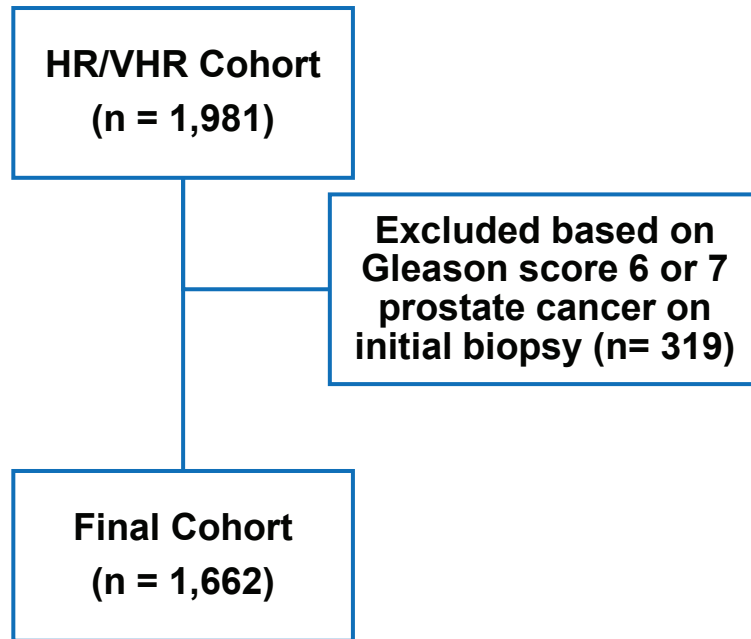 HR/VHR Cohort
(n = 1,981)
Excluded based on
Gleason score 6 or 7
prostate cancer on
initial biopsy (n= 319)
Final Cohort
(n = 1,662)